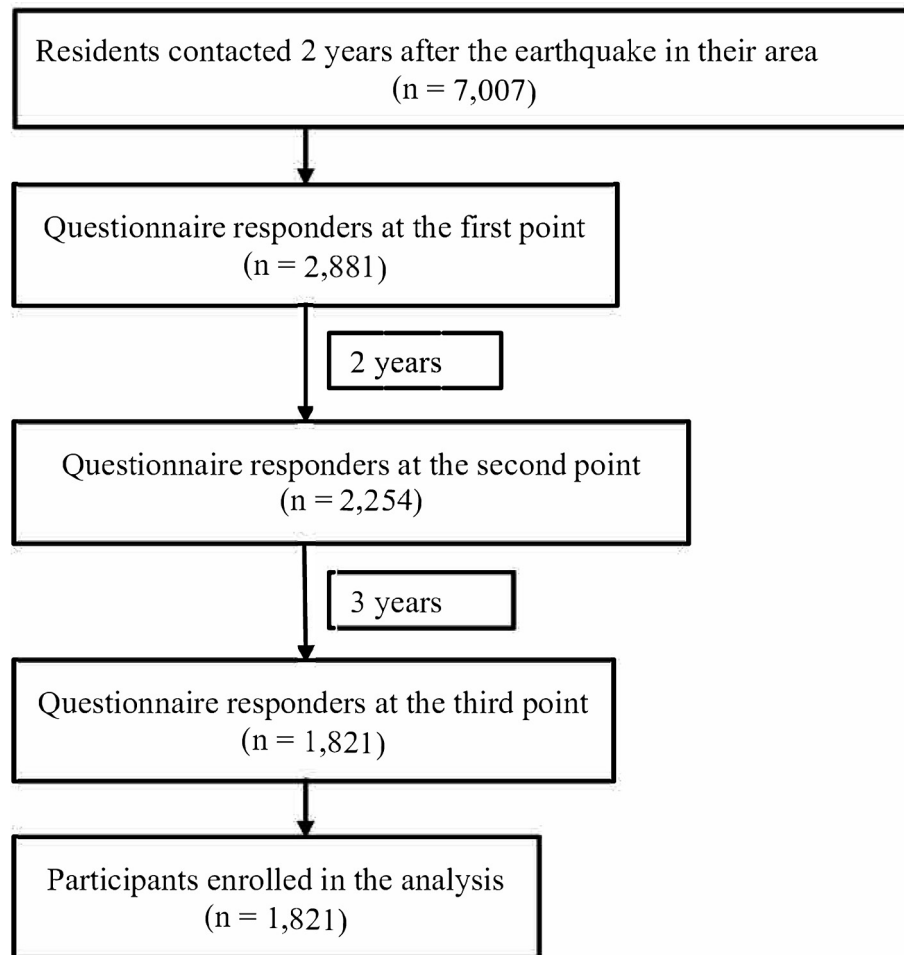 Residents contacted 2 years after the earthquake in their area
(n = 7,007)
Questionnaire responders at the first point
(n = 2,881)
2 years
Questionnaire responders at the second point
(n = 2,254)
3 years
Questionnaire responders at the third point
(n = 1,821)
Participants enrolled in the analysis
(n = 1,821)